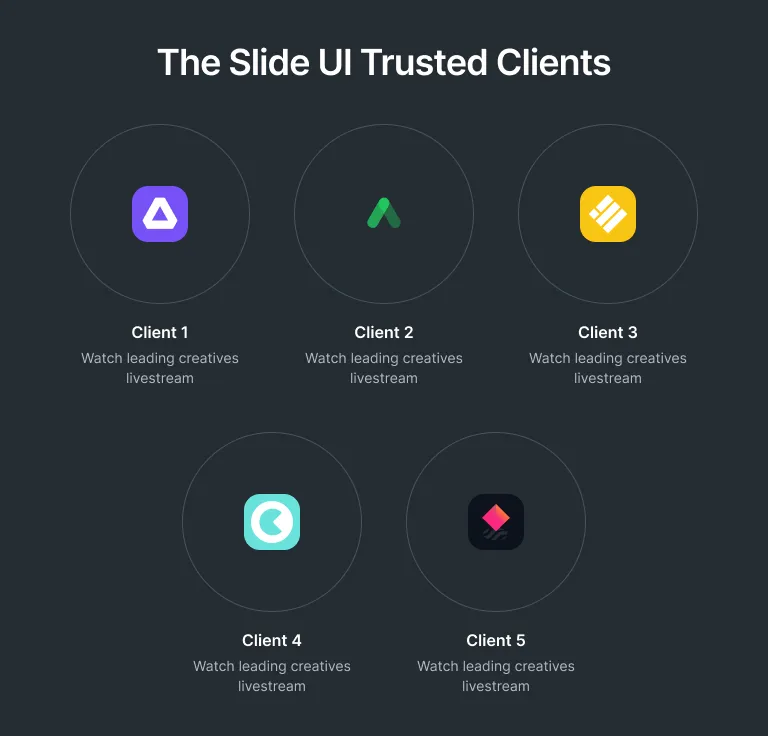 The Slide UI Trusted Clients
Client 1
Watch leading creatives
livestream
Client 2
Watch leading creatives
livestream
Client 3
Watch leading creatives
livestream
Client 4
Watch leading creatives
livestream
Client 5
Watch leading creatives
livestream